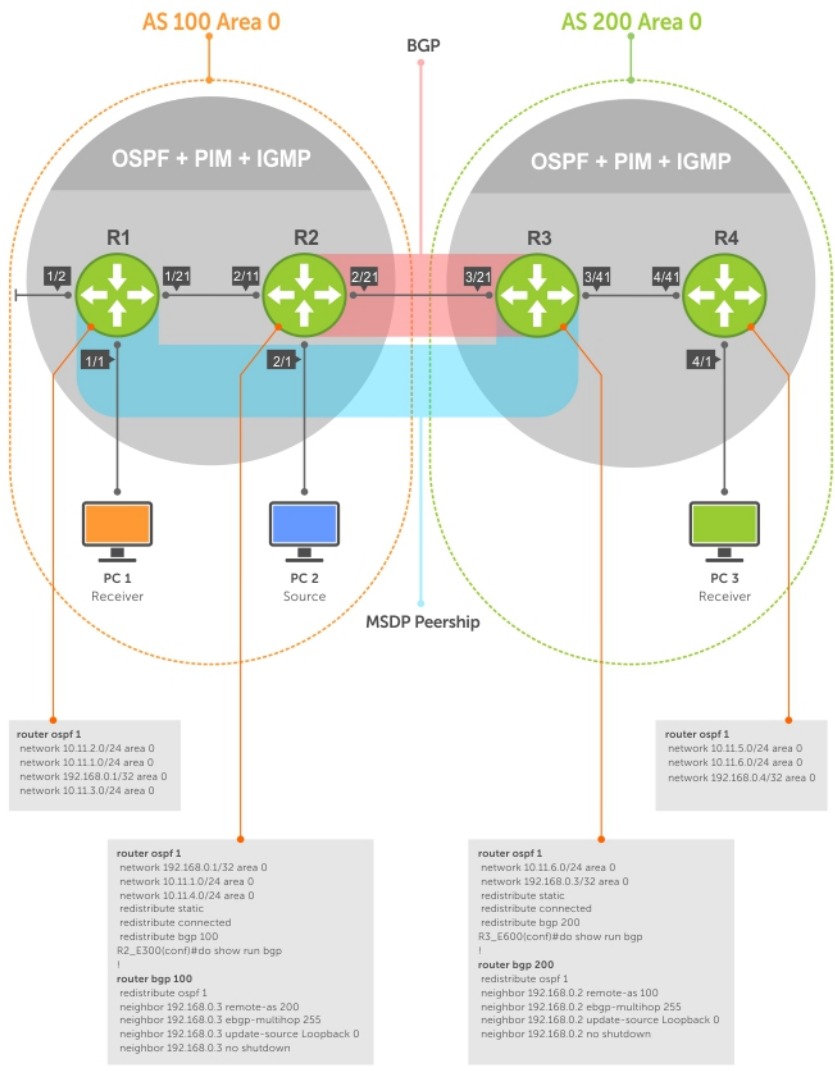 AS 100 Area 0
AS 200 Area 0
BGP
OSPF + PIM + IGMP
OSPF + PIM + IGMP
R1
R2
R3
R4
1/2
1/21
2/11
2/21
3/21
3/41
4/41
1/1
2/1
4/1
PC 1
Receiver
PC 2
Source
PC 3
Receiver
MSDP Peership
router ospf 1
network 10.11.2.0/24 area 0
network 10.11.1.0/24 area 0
network 192.168.0.1/32 area 0
network 10.11.3.0/24 area 0
router ospf 1
network 10.11.5.0/24 area 0
network 10.11.6.0/24 area 0
network 192.168.0.4/32 area 0
router ospf 1
network 192.168.0.1/32 area 0
network 10.11.1.0/24 area 0
network 10.11.4.0/24 area 0
redistribute static
redistribute connected
redistribute bgp 100
R2_E300(conf)#do show run bgp
!
router bgp 100
redistribute ospf 1
neighbor 192.168.0.3 remote-as 200
neighbor 192.168.0.3 ebgp-multihop 255
neighbor 192.168.0.3 update-source Loopback 0
neighbor 192.168.0.3 no shutdown
router ospf 1
network 10.11.6.0/24 area 0
network 192.168.0.3/32 area 0
redistribute static
redistribute connected
redistribute bgp 200
R3_E600(conf)#do show run bgp
!
router bgp 200
redistribute ospf 1
neighbor 192.168.0.2 remote-as 100
neighbor 192.168.0.2 ebgp-multihop 255
neighbor 192.168.0.2 update-source Loopback 0
neighbor 192.168.0.2 no shutdown